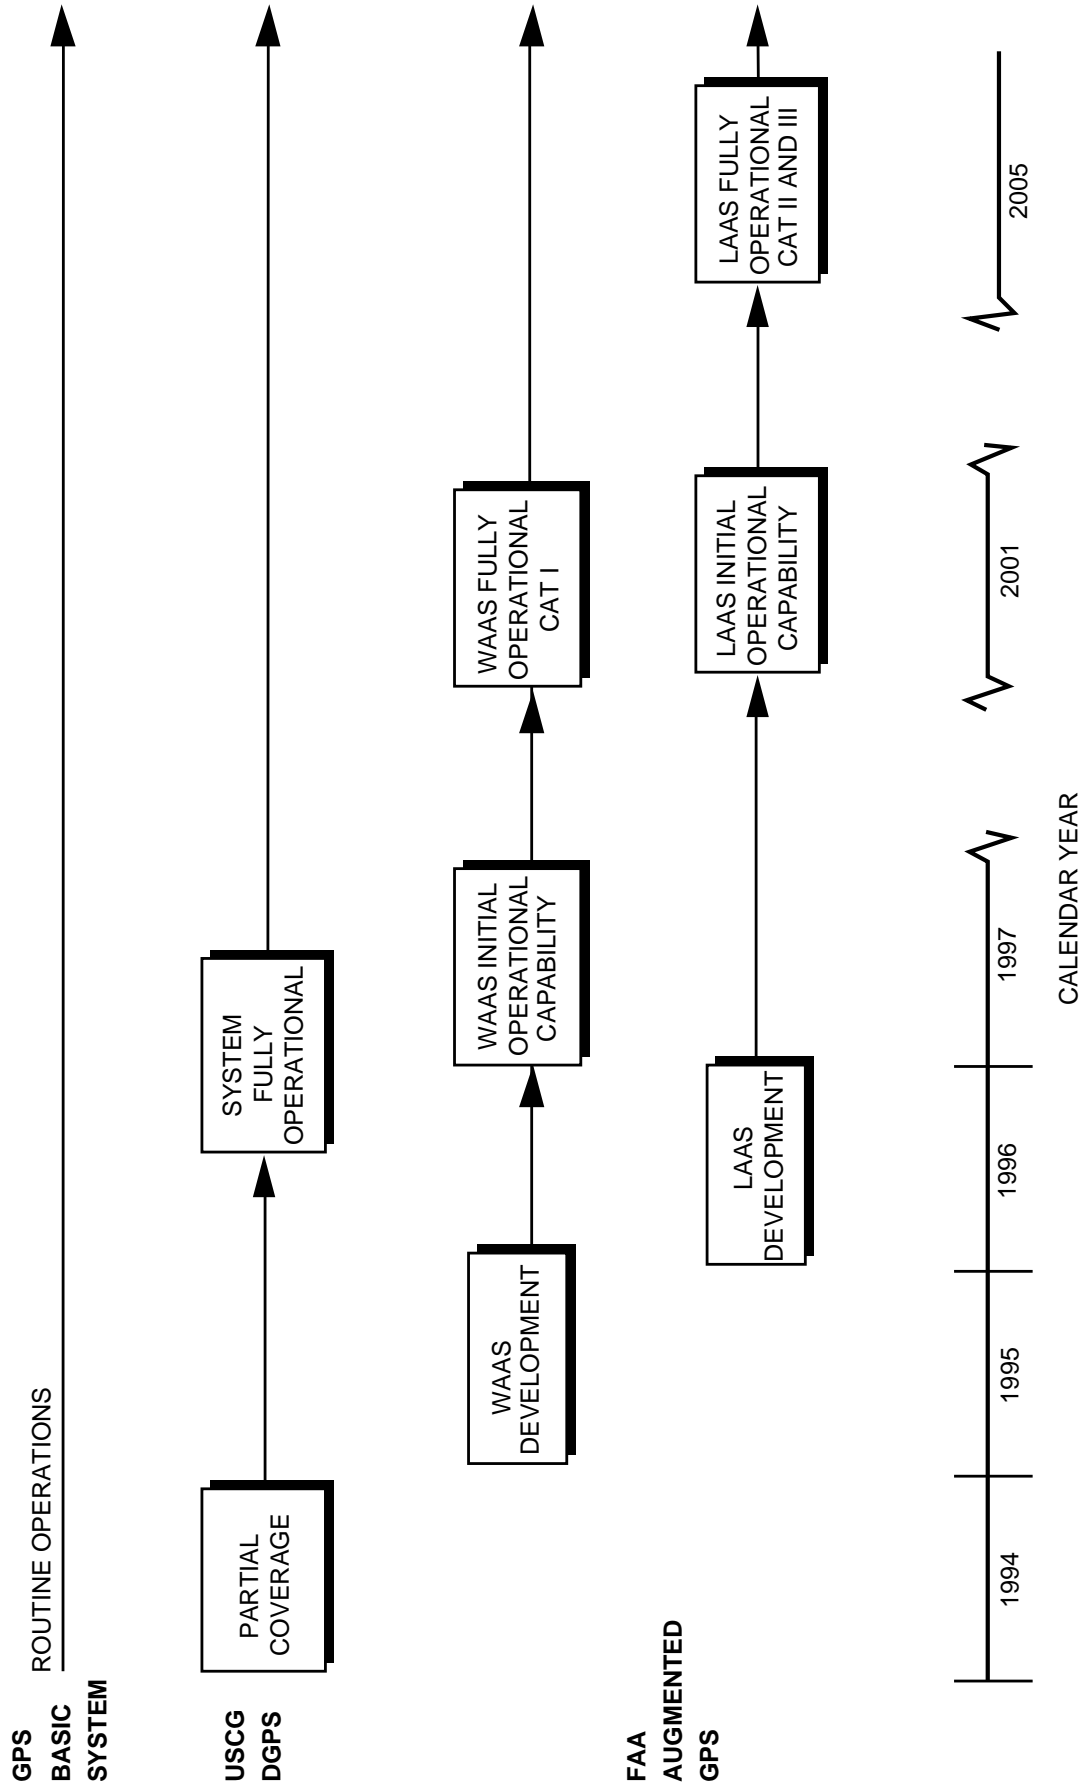 GPS
BASIC
SYSTEM
ROUTINE OPERATIONS
USCG
DGPS
PARTIAL
COVERAGE
SYSTEM
FULLY
OPERATIONAL
FAA
AUGMENTED
GPS
WAAS
DEVELOPMENT
WAAS INITIAL
OPERATIONAL
CAPABILITY
WAAS FULLY
OPERATIONAL
CAT I
LAAS
DEVELOPMENT
LAAS INITIAL
OPERATIONAL
CAPABILITY
LAAS FULLY
OPERATIONAL
CAT II AND III
1994
1995
1996
1997
2001
2005
CALENDAR YEAR